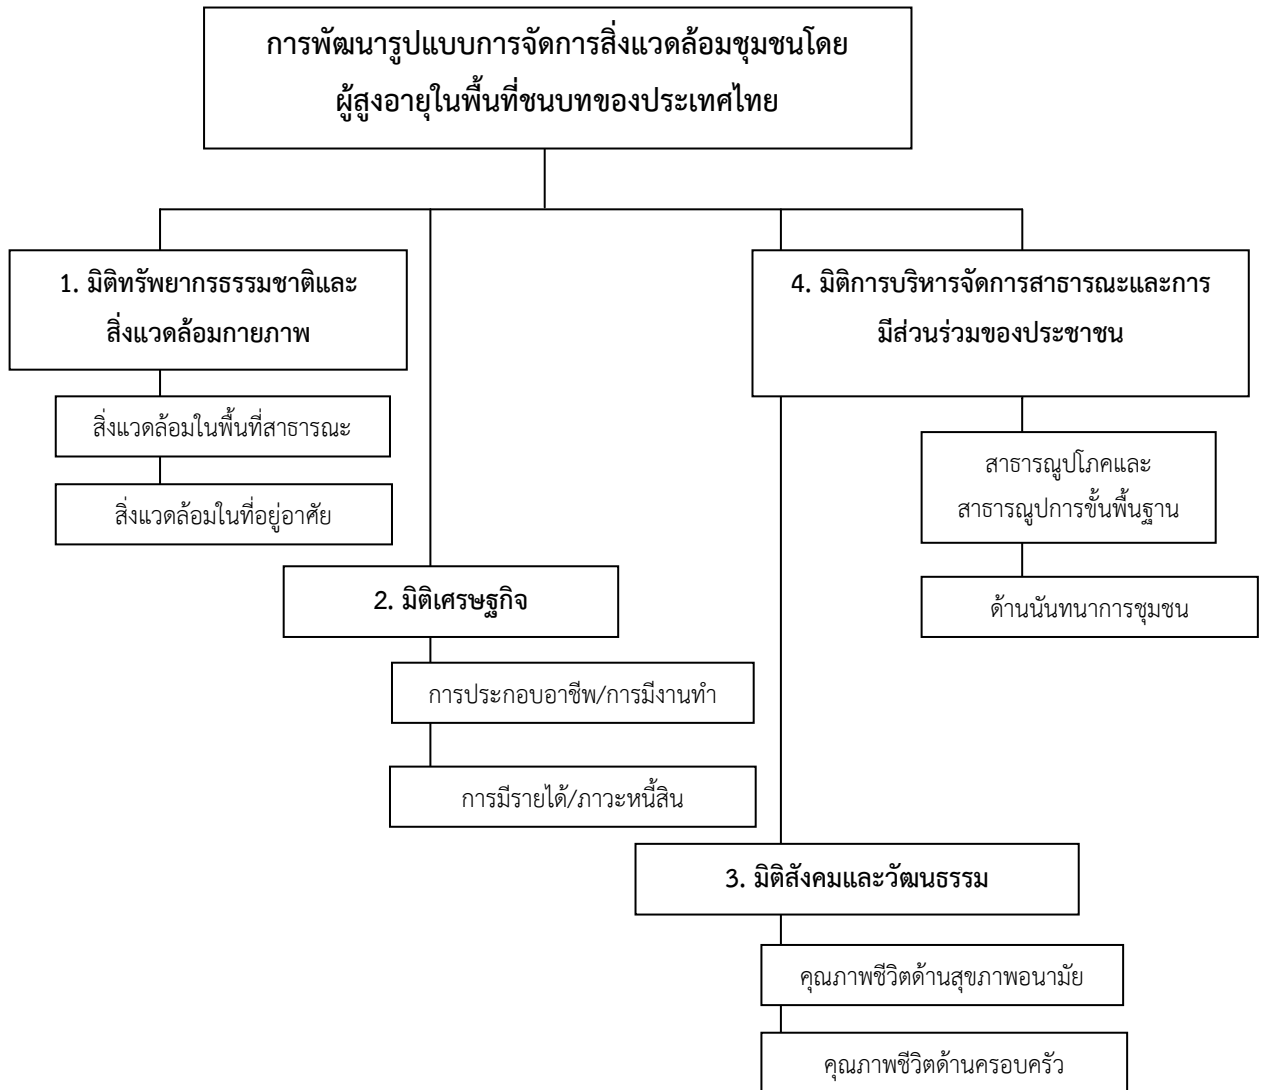 การพัฒนารูปแบบการจัดการสิ่งแวดล้อมชุมชนโดย
ผู้สูงอายุในพื้นที่ชนบทของประเทศไทย
1. มิติทรัพยากรธรรมชาติและ
สิ่งแวดล้อมกายภาพ
สิ่งแวดล้อมในพื้นที่สาธารณะ
สิ่งแวดล้อมในที่อยู่อาศัย
2. มิติเศรษฐกิจ
การประกอบอาชีพ/การมีงานทำ
การมีรายได้/ภาวะหนี้สิน
3. มิติสังคมและวัฒนธรรม
คุณภาพชีวิตด้านสุขภาพอนามัย
คุณภาพชีวิตด้านครอบครัว
4. มิติการบริหารจัดการสาธารณะและการ
มีส่วนร่วมของประชาชน
สาธารณูปโภคและ
สาธารณูปการขั้นพื้นฐาน
ด้านนันทนาการชุมชน